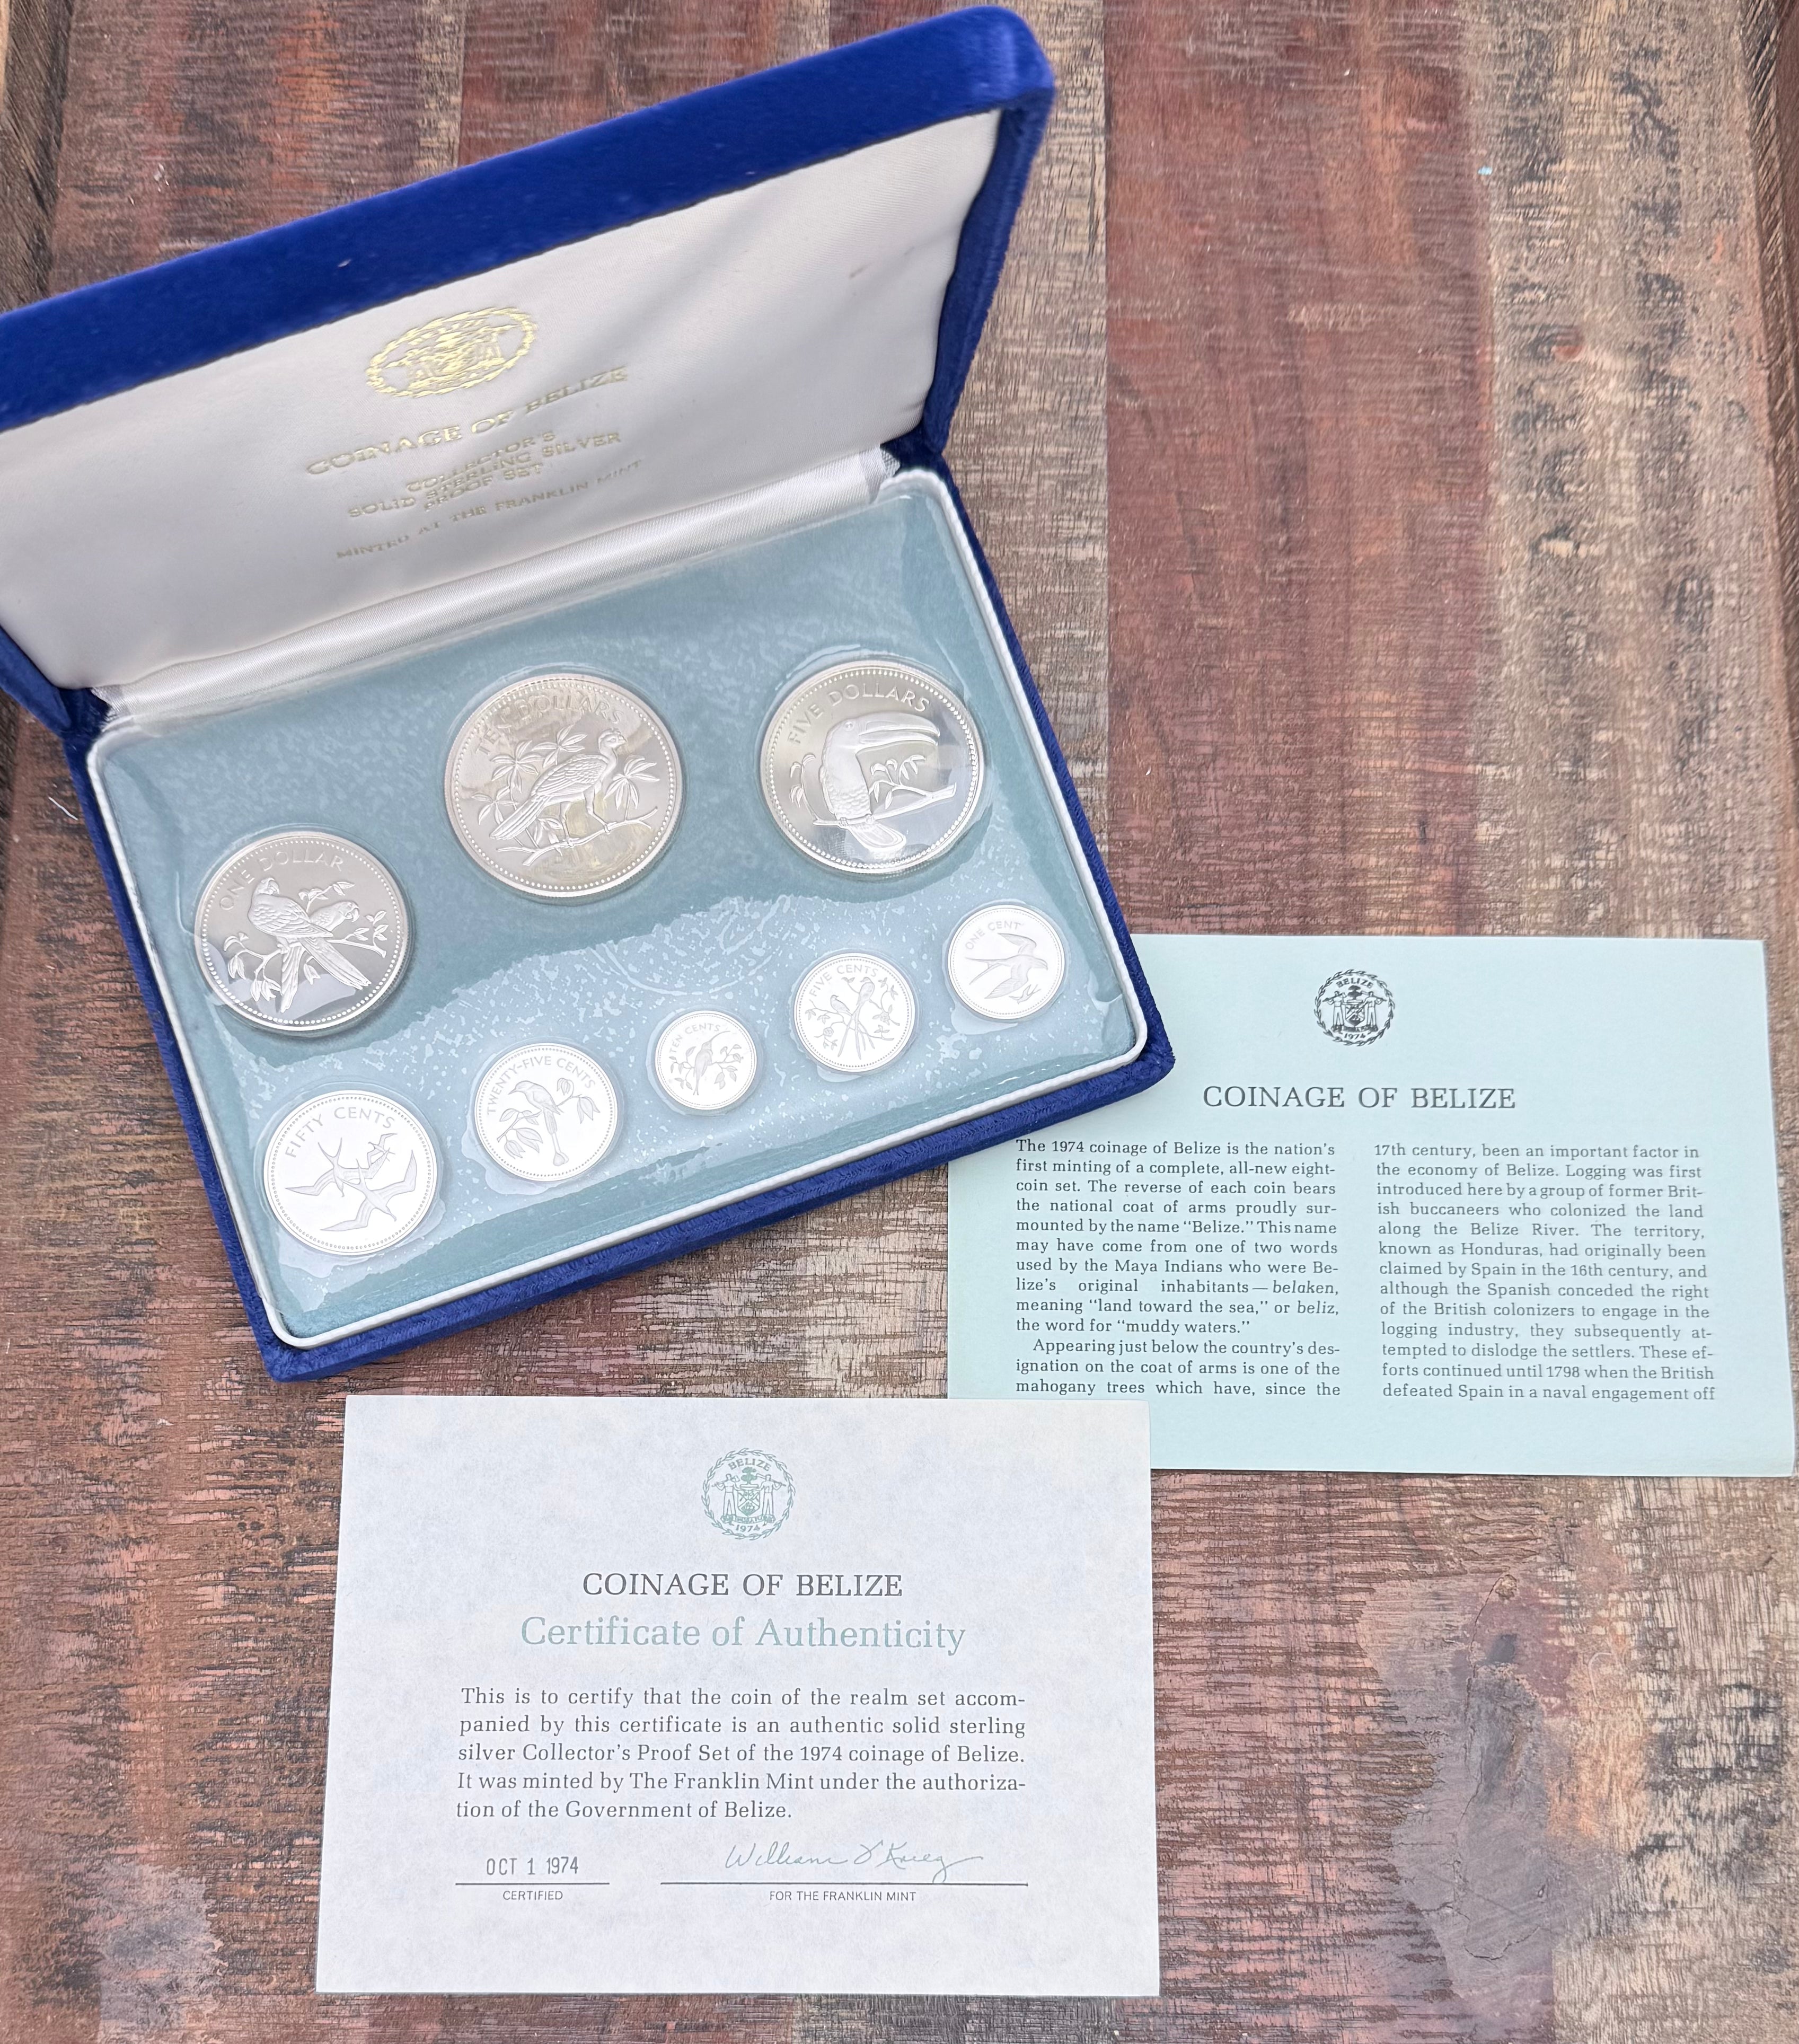 COINAGE OF BELIZE
COLLECTOR'S
SOLID STERLING SILVER
PROOF SET
MINTED AT THE FRANKLIN MINT
TEN DOLLARS
FIVE DOLLARS
ONE DOLLAR
FIFTY CENTS
TWENTY-FIVE CENTS
TEN CENTS
FIVE CENTS
ONE CENT
BELIZE
1974
COINAGE OF BELIZE
The 1974 coinage of Belize is the nation's
first minting of a complete, all-new eight-
coin set. The reverse of each coin bears
the national coat of arms proudly sur-
mounted by the name "Belize." This name
may have come from one of two words
used by the Maya Indians who were Be-
lize's original inhabitants — belaken,
meaning "land toward the sea," or beliz,
the word for "muddy waters."
Appearing just below the country's des-
ignation on the coat of arms is one of the
mahogany trees which have, since the
17th century, been an important factor in
the economy of Belize. Logging was first
introduced here by a group of former Brit-
ish buccaneers who colonized the land
along the Belize River. The territory,
known as Honduras, had originally been
claimed by Spain in the 16th century, and
although the Spanish conceded the right
of the British colonizers to engage in the
logging industry, they subsequently at-
tempted to dislodge the settlers. These ef-
forts continued until 1798 when the British
defeated Spain in a naval engagement off
BELIZE
1974
COINAGE OF BELIZE
Certificate of Authenticity
This is to certify that the coin of the realm set accom-
panied by this certificate is an authentic solid sterling
silver Collector's Proof Set of the 1974 coinage of Belize.
It was minted by The Franklin Mint under the authoriza-
tion of the Government of Belize.
OCT 1 1974
CERTIFIED
William
FOR THE FRANKLIN MINT